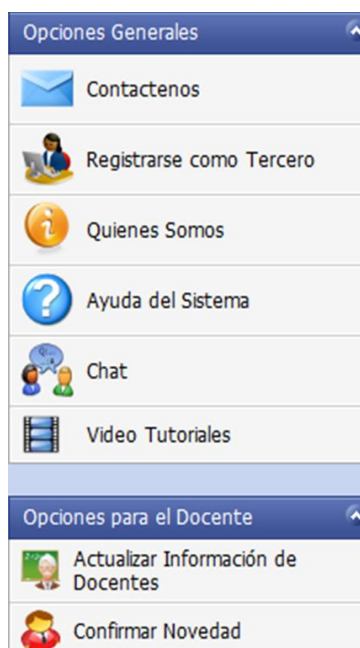 Opciones Generales
Contactenos
Registrarse como Tercero
Quienes Somos
Ayuda del Sistema
Chat
Video Tutoriales
Opciones para el Docente
Actualizar Información de
Docentes
Confirmar Novedad